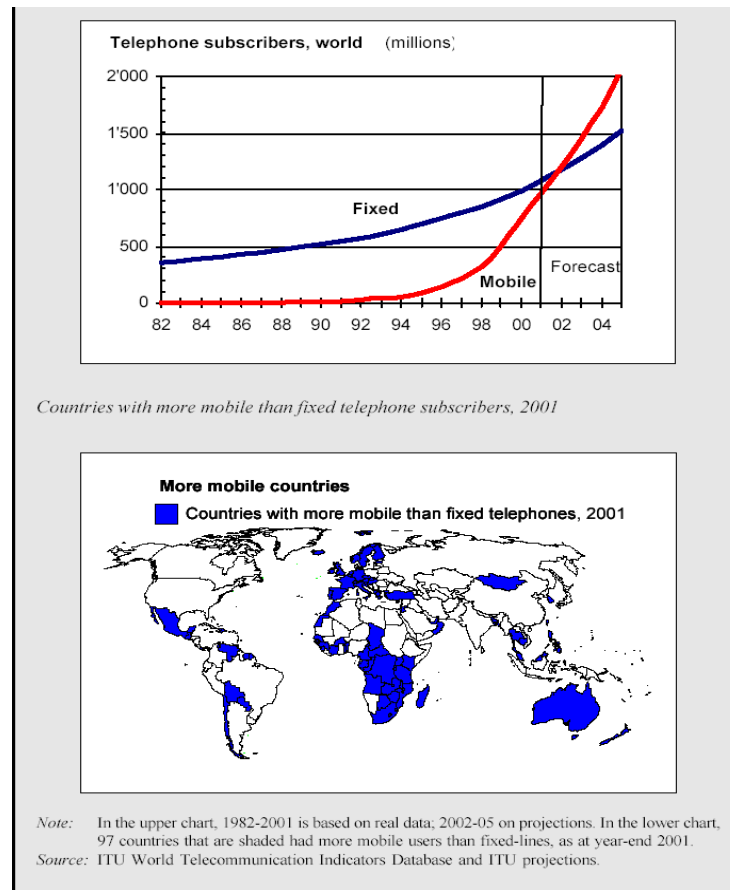 Telephone subscribers, world (millions)
2'000
1'500
1'000
500
0
Fixed
Mobile
Forecast
82 84 86 88 90 92 94 96 98 00 02 04
Countries with more mobile than fixed telephone subscribers, 2001
More mobile countries
Countries with more mobile than fixed telephones, 2001
Note: In the upper chart, 1982-2001 is based on real data; 2002-05 on projections. In the lower chart,
97 countries that are shaded had more mobile users than fixed-lines, as at year-end 2001.
Source: ITU World Telecommunication Indicators Database and ITU projections.